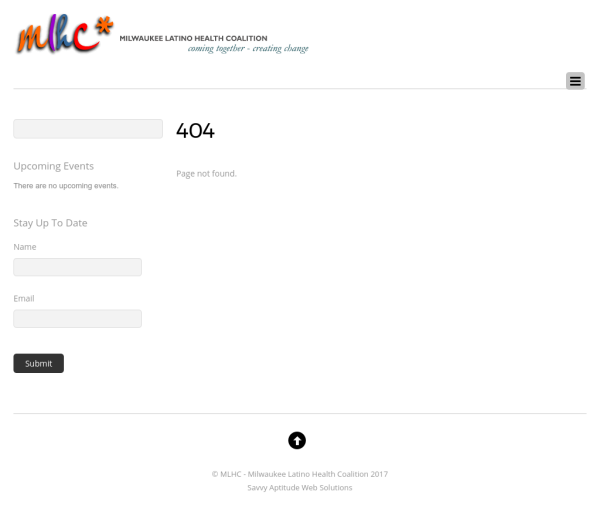 mlhc*
MILWAUKEE LATINO HEALTH COALITION
coming together - creating change
404
Page not found.
Upcoming Events
There are no upcoming events.
Stay Up To Date
Name
Email
Submit
© MLHC - Milwaukee Latino Health Coalition 2017
Savvy Aptitude Web Solutions